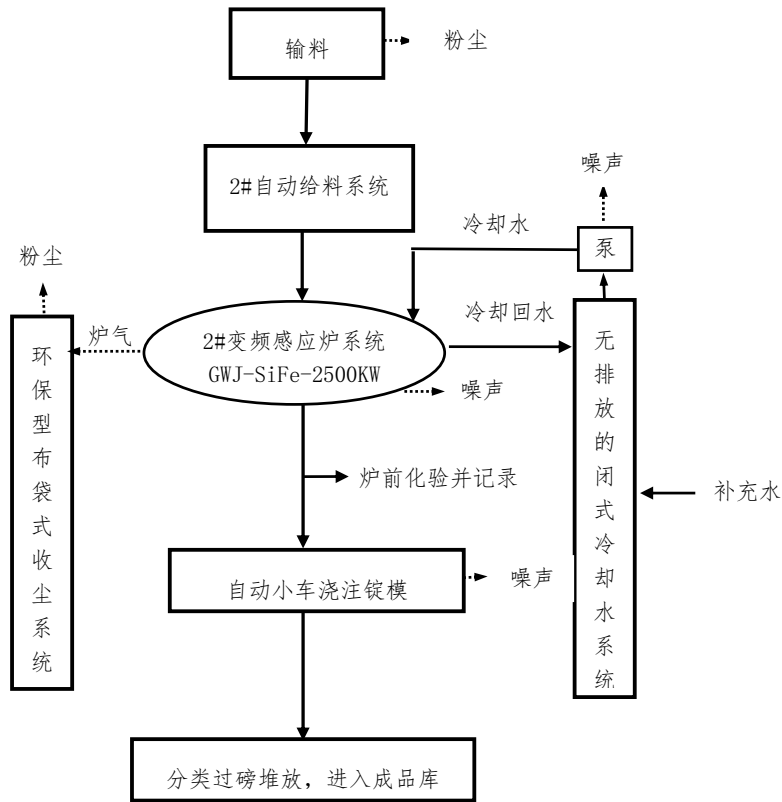 输料
粉尘
2#自动给料系统
噪声
冷却水
泵
粉尘
炉气
2#变频感应炉系统
GWJ-SiFe-2500KW
冷却回水
噪声
环保型布袋式收尘系统
无排放的闭式冷却水系统
炉前化验并记录
补充水
自动小车浇注锭模
噪声
分类过磅堆放，进入成品库